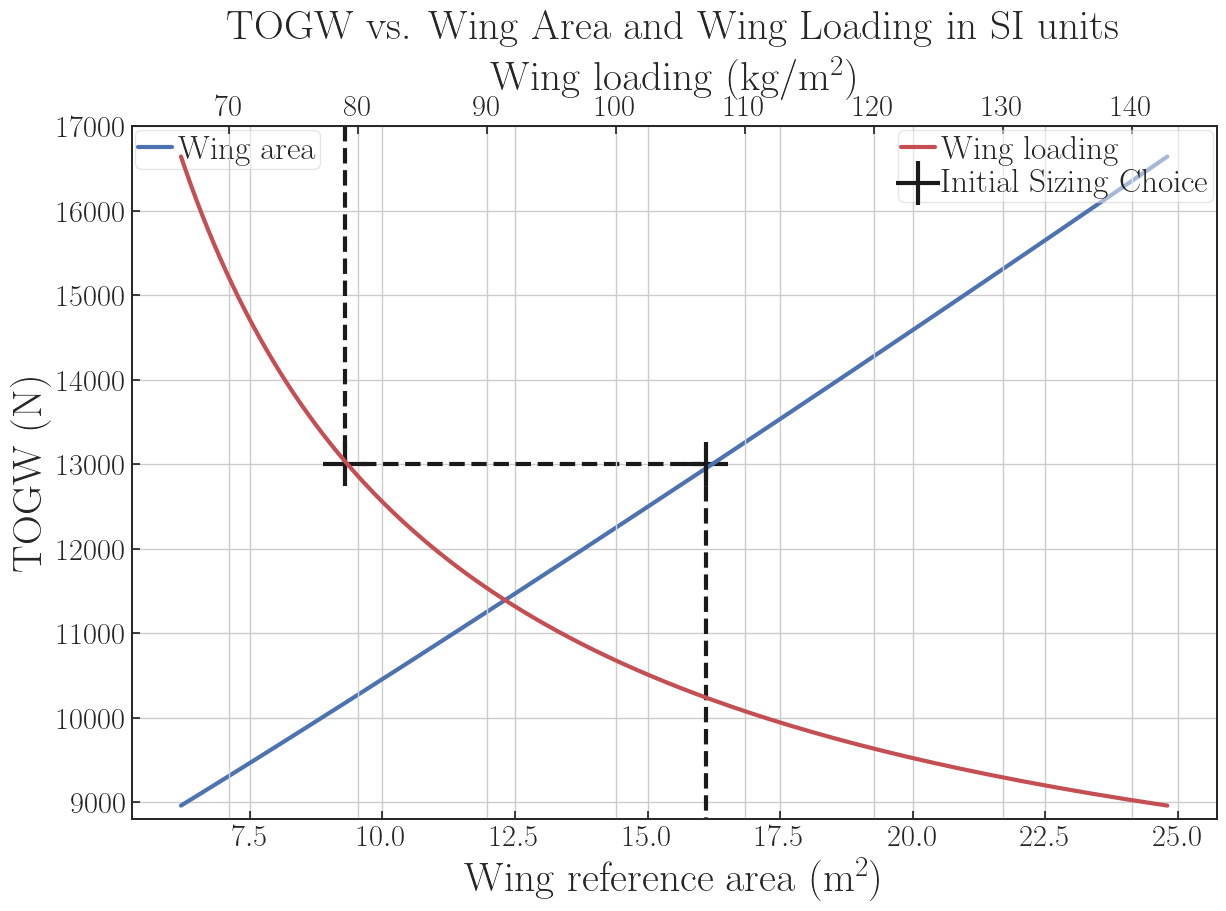 TOGW vs. Wing Area and Wing Loading in SI units
Wing loading (kg/m²)
70 80 90 100 110 120 130 140
Wing area
Wing loading
Initial Sizing Choice
TOGW (N)
17000
16000
15000
14000
13000
12000
11000
10000
9000
7.5 10.0 12.5 15.0 17.5 20.0 22.5 25.0
Wing reference area (m²)